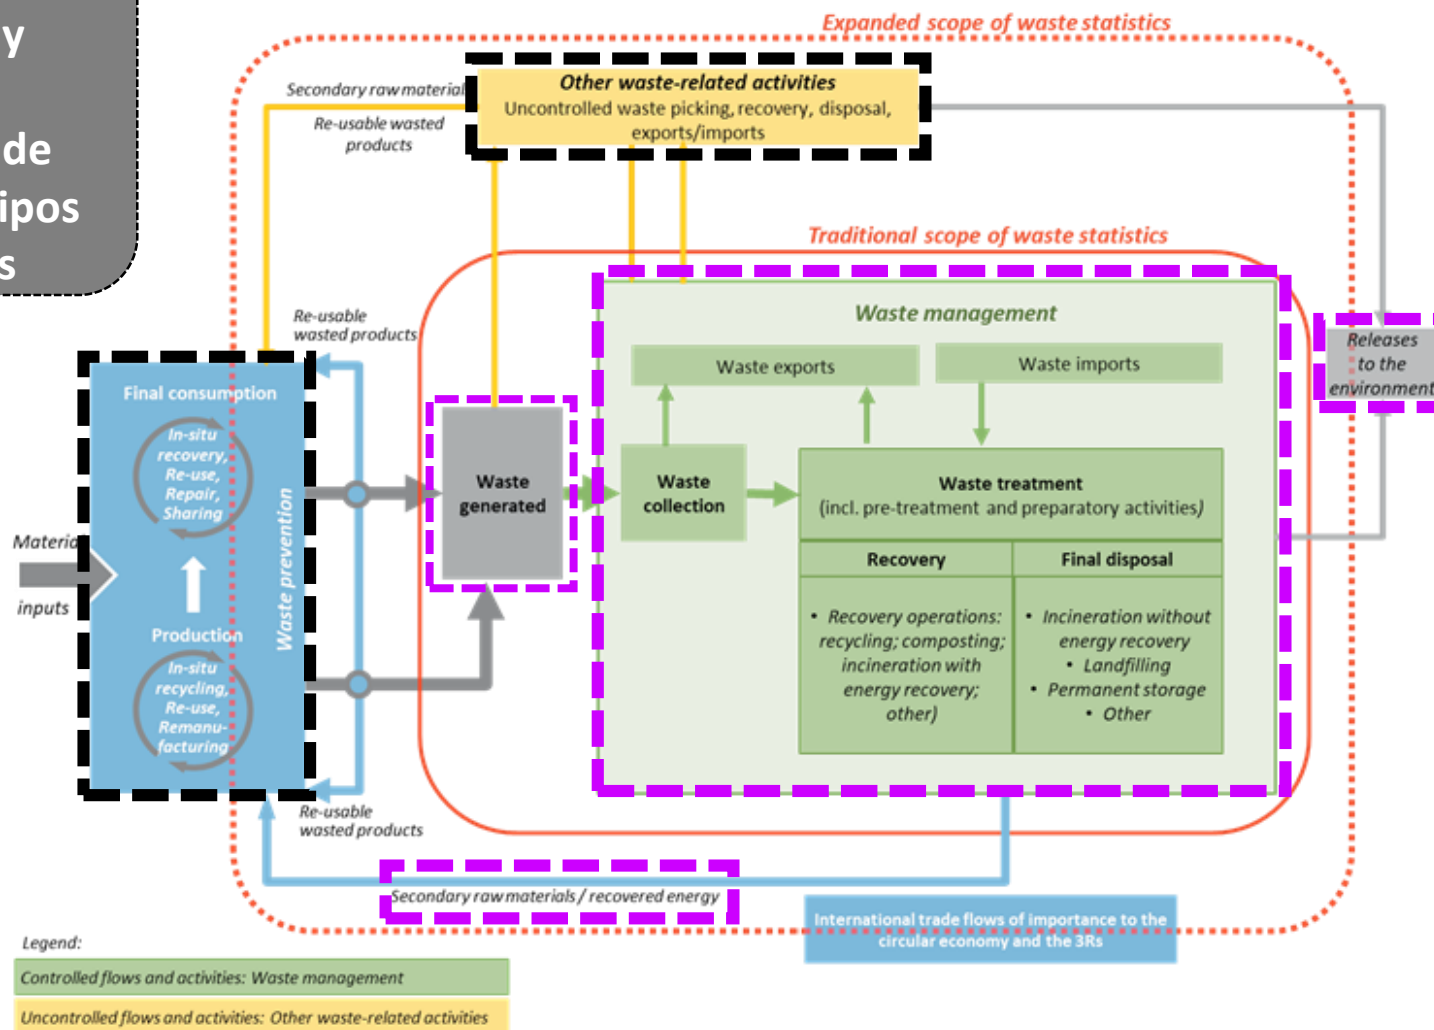 y
de
ipos
s
Expanded scope of waste statistics
Other waste-related activities
Uncontrolled waste picking, recovery, disposal,
exports/imports
Secondary raw material
Re-usable wasted
products
Traditional scope of waste statistics
Re-usable
wasted products
Waste management
Waste exports
Waste imports
Releases
to the
environment
Final consumption
In-situ
recovery,
Re-use,
Repair,
Sharing
Waste prevention
Waste
generated
Waste
collection
Waste treatment
(incl. pre-treatment and preparatory activities)
Material
inputs
Recovery
Final disposal
• Recovery operations:
recycling; composting;
incineration with
energy recovery;
other)
• Incineration without
energy recovery
• Landfilling
• Permanent storage
• Other
Production
In-situ
recycling,
Re-use,
Remanu-
facturing
Re-usable
wasted products
Secondary raw materials / recovered energy
International trade flows of importance to the
circular economy and the 3Rs
Legend:
Controlled flows and activities: Waste management
Uncontrolled flows and activities: Other waste-related activities